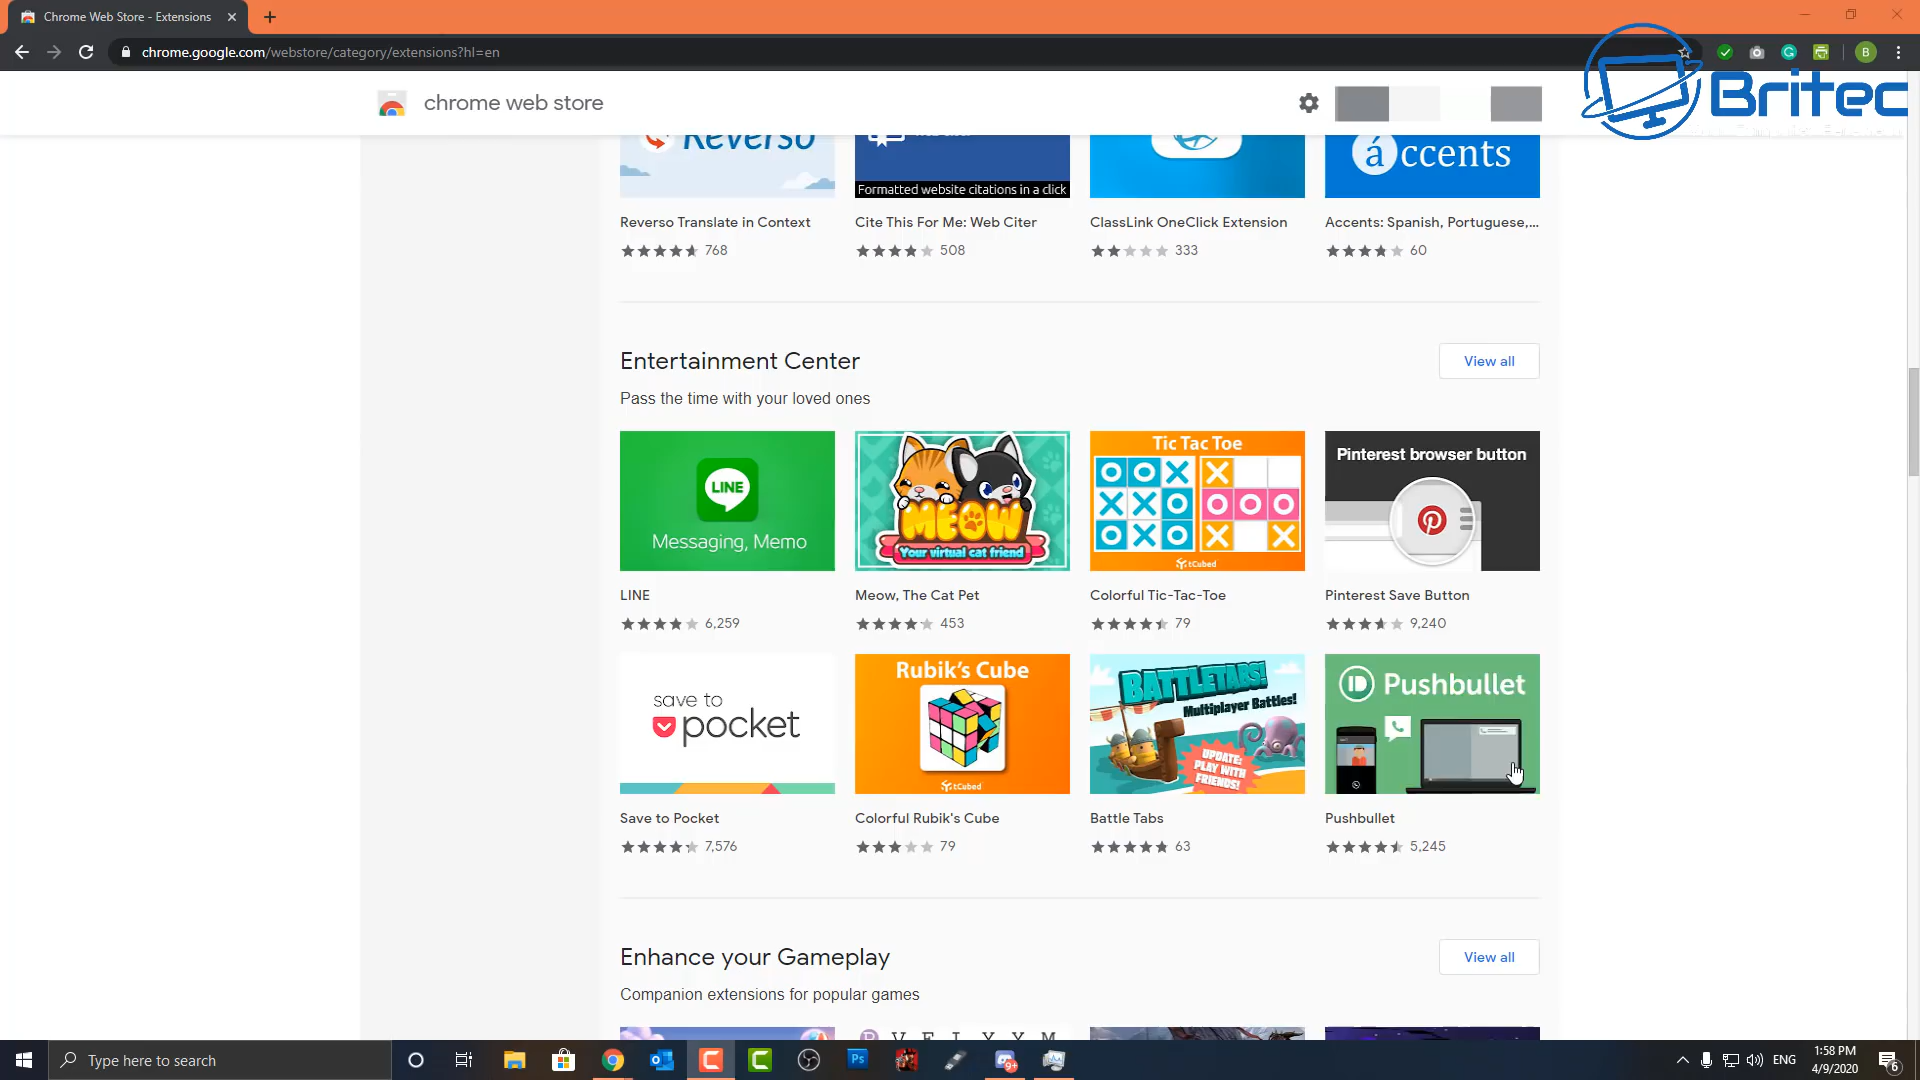 Chrome Web Store - Extensions
chrome.google.com/webstore/category/extensions?hl=en
B
Britec
chrome web store
Reverso
Formatted website citations in a click
áccents
Reverso Translate in Context
768
Cite This For Me: Web Citer
508
ClassLink OneClick Extension
333
Accents: Spanish, Portuguese,...
60
Entertainment Center
View all
Pass the time with your loved ones
LINE
Messaging, Memo
MEOW
Your virtual cat friend
Tic Tac Toe
tCubed
Pinterest browser button
LINE
6,259
Meow, The Cat Pet
453
Colorful Tic-Tac-Toe
79
Pinterest Save Button
9,240
save to
pocket
Rubik's Cube
tCubed
BATTLETABS!
Multiplayer Battles!
UPDATE:
PLAY WITH
FRIENDS!
Pushbullet
Save to Pocket
7,576
Colorful Rubik's Cube
79
Battle Tabs
63
Pushbullet
5,245
Enhance your Gameplay
View all
Companion extensions for popular games
Type here to search
Ps
ENG
1:58 PM
4/9/2020
6